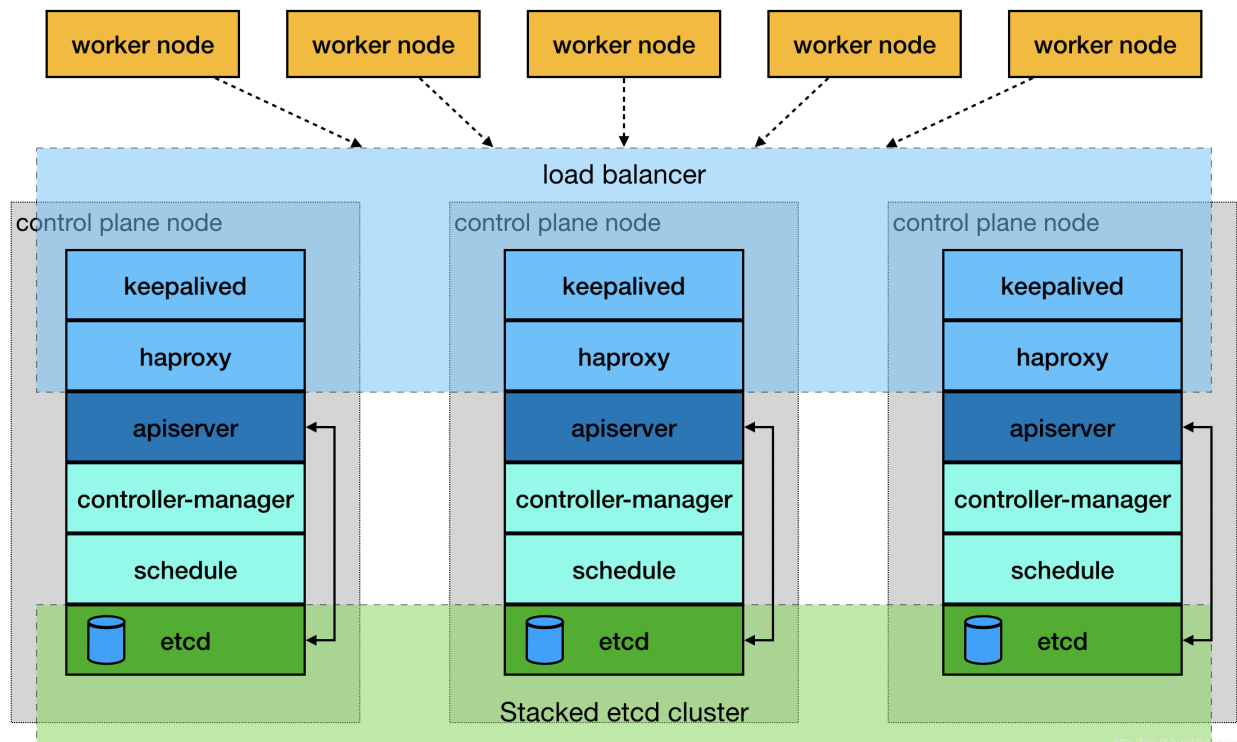 worker node
worker node
worker node
worker node
worker node
load balancer
control plane node
control plane node
control plane node
keepalived
keepalived
keepalived
haproxy
haproxy
haproxy
apiserver
apiserver
apiserver
controller-manager
controller-manager
controller-manager
schedule
schedule
schedule
etcd
etcd
etcd
Stacked etcd cluster